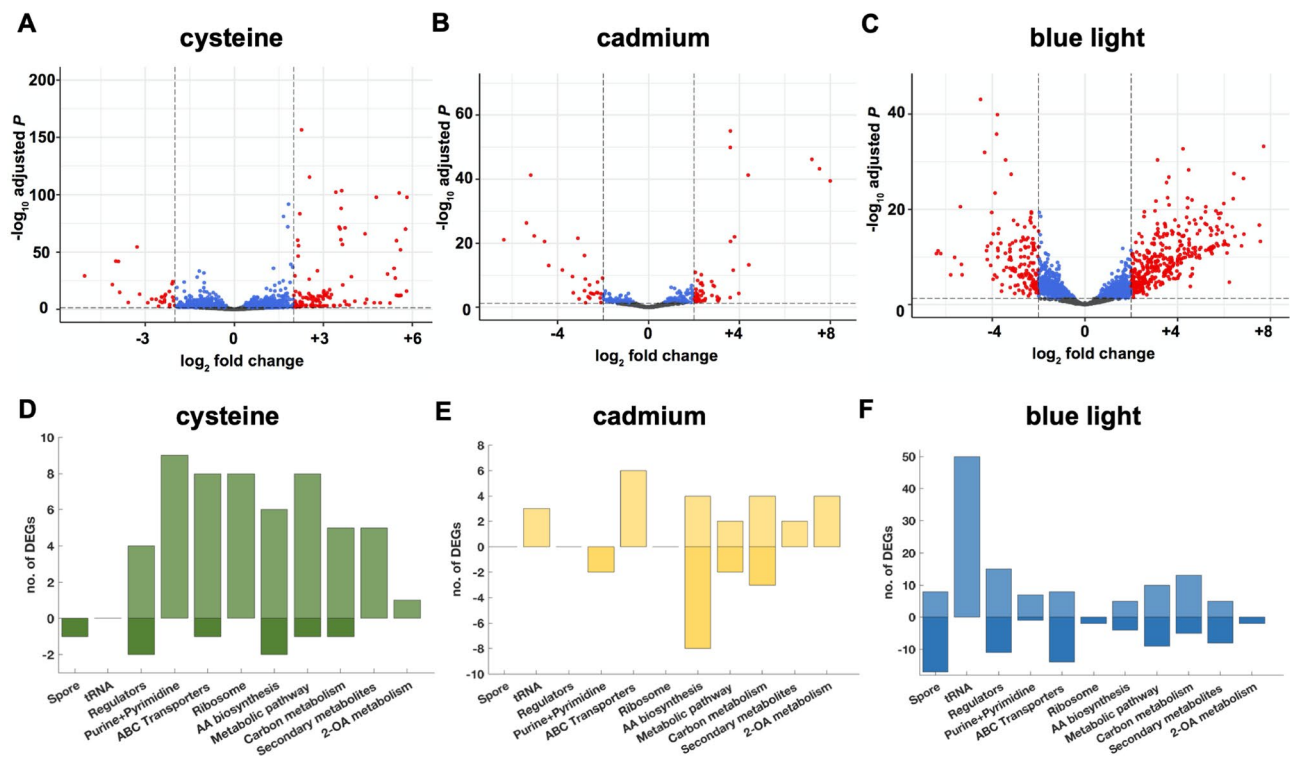 A
cysteine
200
150
100
50
0
-log10 adjusted P
-3
0
+3
+6
log2 fold change
B
cadmium
60
40
20
0
-log10 adjusted P
-4
0
+4
log2 fold change
C
blue light
40
20
0
-log10 adjusted P
-4
0
+4
+8
log2 fold change
D
cysteine
10
8
6
4
2
0
-2
no. of DEGs
Spore
tRNA
Regulators
Purine+Pyrimidine
ABC Transporters
Ribosome
AA biosynthesis
Metabolic pathway
Carbon metabolism
Secondary metabolites
2-OA metabolism
E
cadmium
8
6
4
2
0
-2
-4
-6
-8
-10
no. of DEGs
Spore
tRNA
Regulators
Purine+Pyrimidine
ABC Transporters
Ribosome
AA biosynthesis
Metabolic pathway
Carbon metabolism
Secondary metabolites
2-OA metabolism
F
blue light
50
40
30
20
10
0
-10
no. of DEGs
Spore
tRNA
Regulators
Purine+Pyrimidine
ABC Transporters
Ribosome
AA biosynthesis
Metabolic pathway
Carbon metabolism
Secondary metabolites
2-OA metabolism